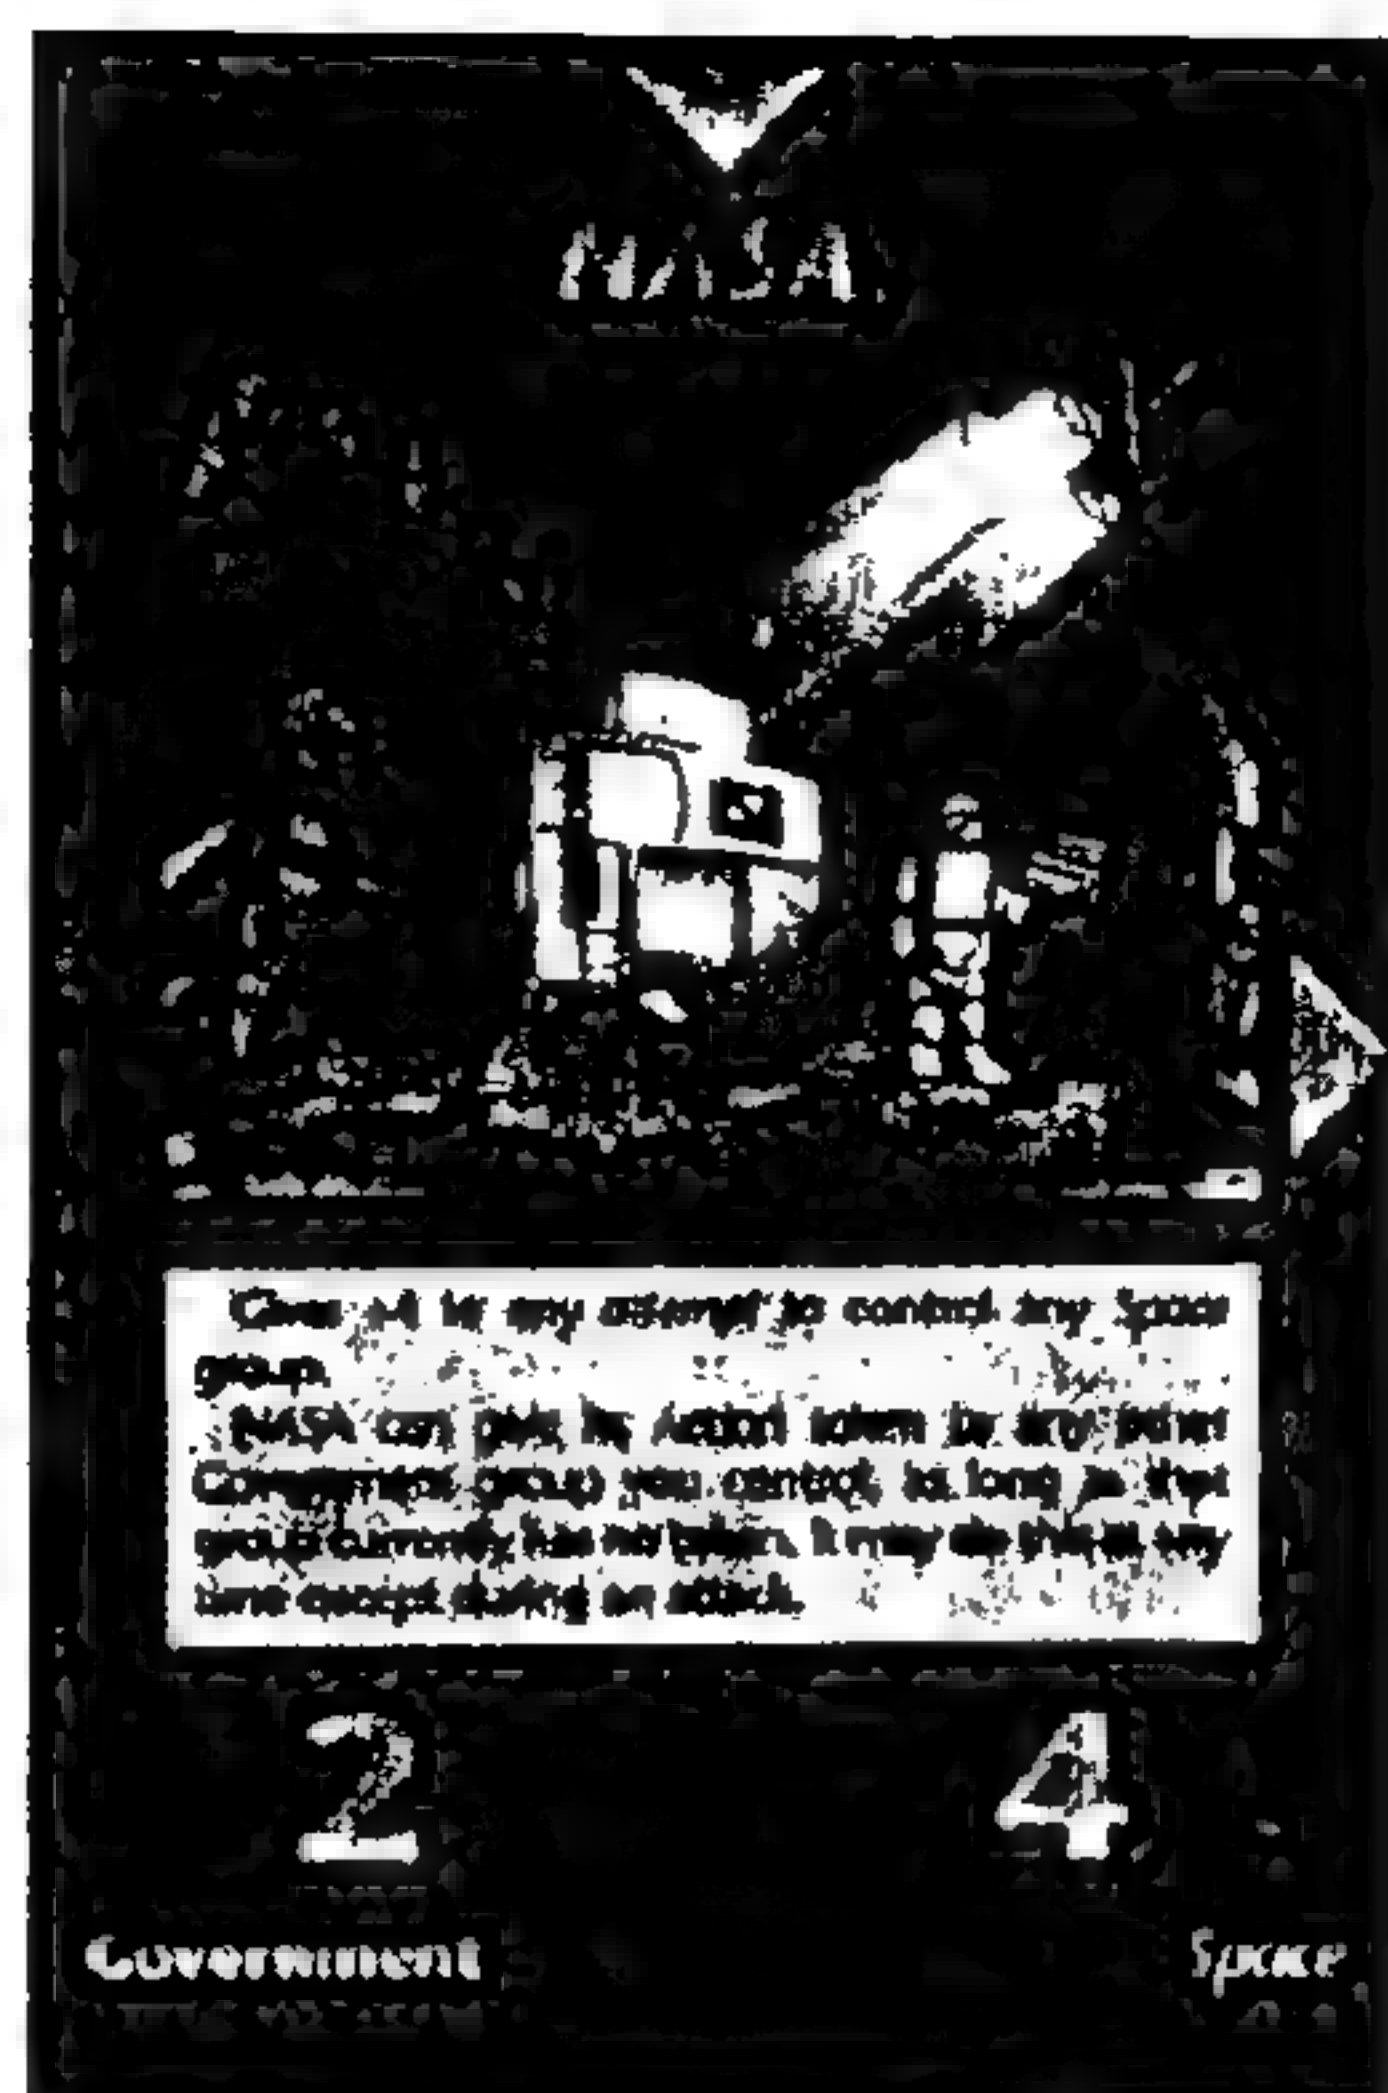 NASA
Gives +4 to any attempt to control any Space
group.
NASA can give its Action token to any other
Government group you control, as long as that
group currently has no token. It may do this at any
time except during an attack.
2
4
Government
Space